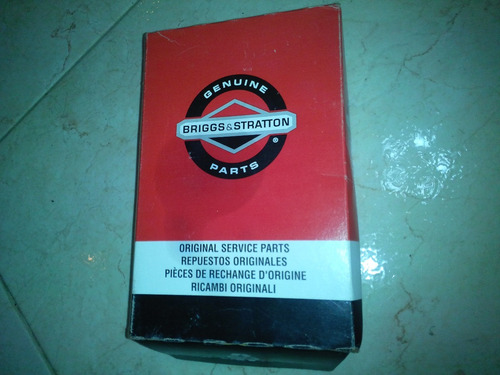 GENUINE
BRIGGS&STRATTON
®
PARTS
ORIGINAL SERVICE PARTS
REPUESTOS ORIGINALES
PIÈCES DE RECHANGE D'ORIGINE
RICAMBI ORIGINALI